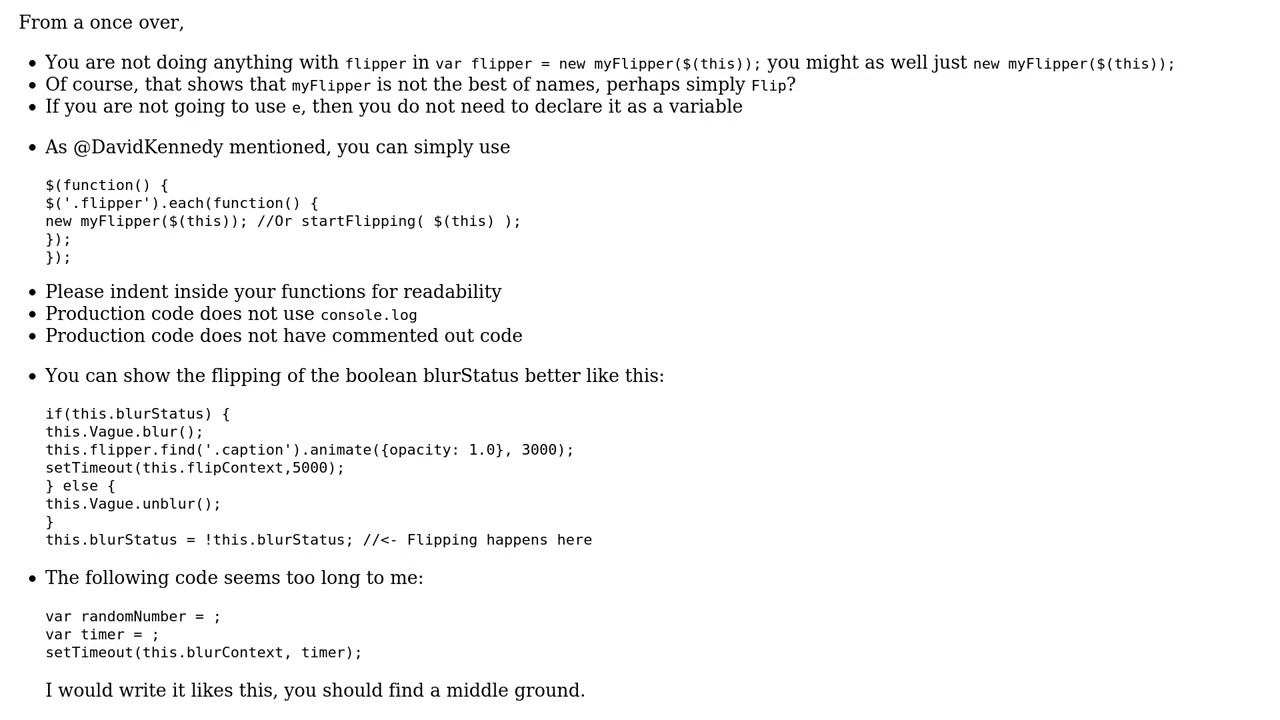 From a once over,
You are not doing anything with flipper in var flipper = new myFlipper($(this)); you might as well just new myFlipper($(this));
Of course, that shows that myFlipper is not the best of names, perhaps simply Flip?
If you are not going to use e, then you do not need to declare it as a variable
As @DavidKennedy mentioned, you can simply use
$(function() {
$('.flipper').each(function() {
new myFlipper($(this)); //Or startFlipping( $(this) );
});
});
Please indent inside your functions for readability
Production code does not use console.log
Production code does not have commented out code
You can show the flipping of the boolean blurStatus better like this:
if(this.blurStatus) {
this.Vague.blur();
this.flipper.find('.caption').animate({opacity: 1.0}, 3000);
setTimeout(this.flipContext,5000);
} else {
this.Vague.unblur();
}
this.blurStatus = !this.blurStatus; //<- Flipping happens here
The following code seems too long to me:
var randomNumber = ;
var timer = ;
setTimeout(this.blurContext, timer);
I would write it likes this, you should find a middle ground.